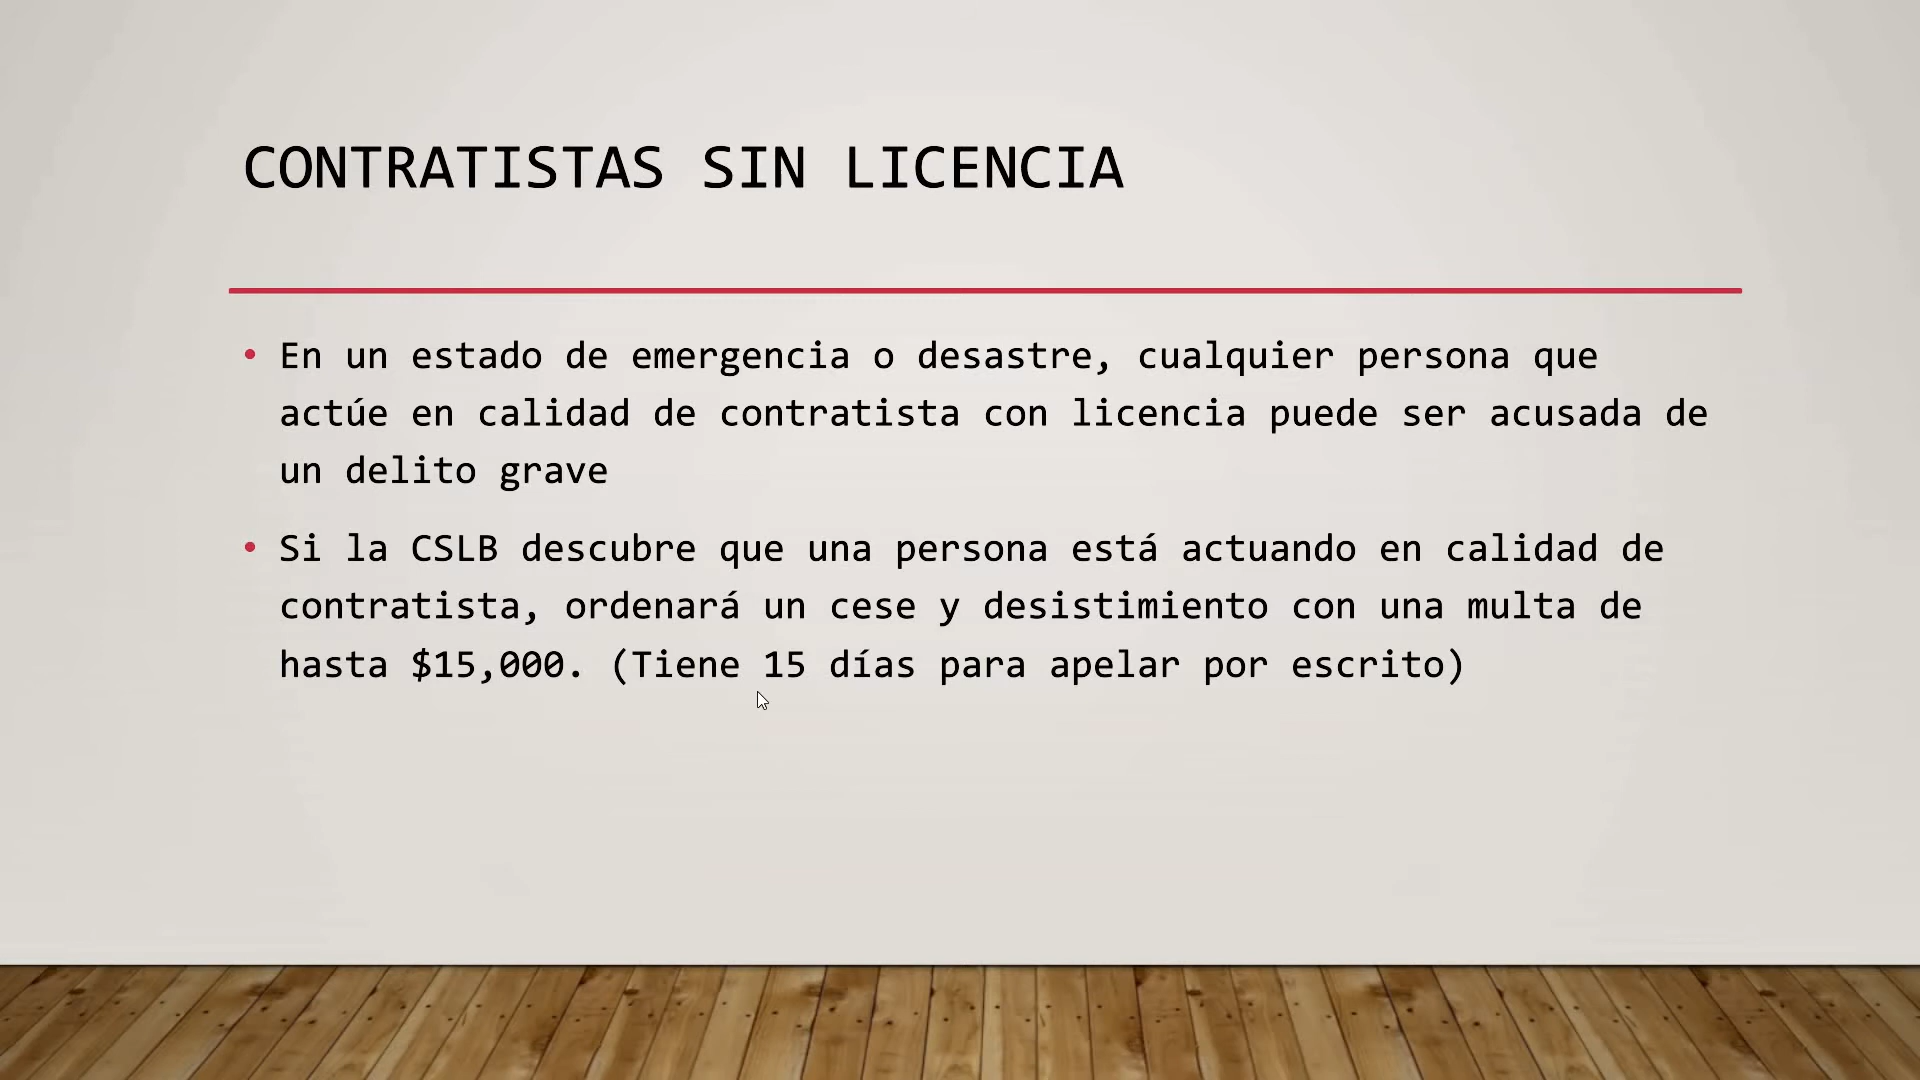 CONTRATISTAS SIN LICENCIA
• En un estado de emergencia o desastre, cualquier persona que
actúe en calidad de contratista con licencia puede ser acusada de
un delito grave
• Si la CSLB descubre que una persona está actuando en calidad de
contratista, ordenará un cese y desistimiento con una multa de
hasta $15,000. (Tiene 15 días para apelar por escrito)